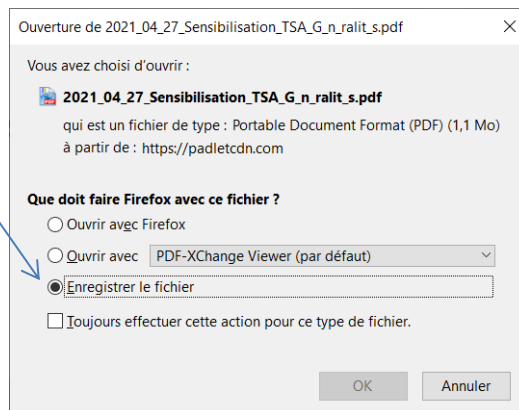 Ouverture de 2021_04_27_Sensibilisation_TSA_G_n_ralit_s.pdf
Vous avez choisi d'ouvrir :
2021_04_27_Sensibilisation_TSA_G_n_ralit_s.pdf
qui est un fichier de type : Portable Document Format (PDF) (1,1 Mo)
à partir de : https://padletcdn.com
Que doit faire Firefox avec ce fichier ?
Ouvrir avec Firefox
Ouvrir avec PDF-XChange Viewer (par défaut)
Enregistrer le fichier
Toujours effectuer cette action pour ce type de fichier.
OK Annuler